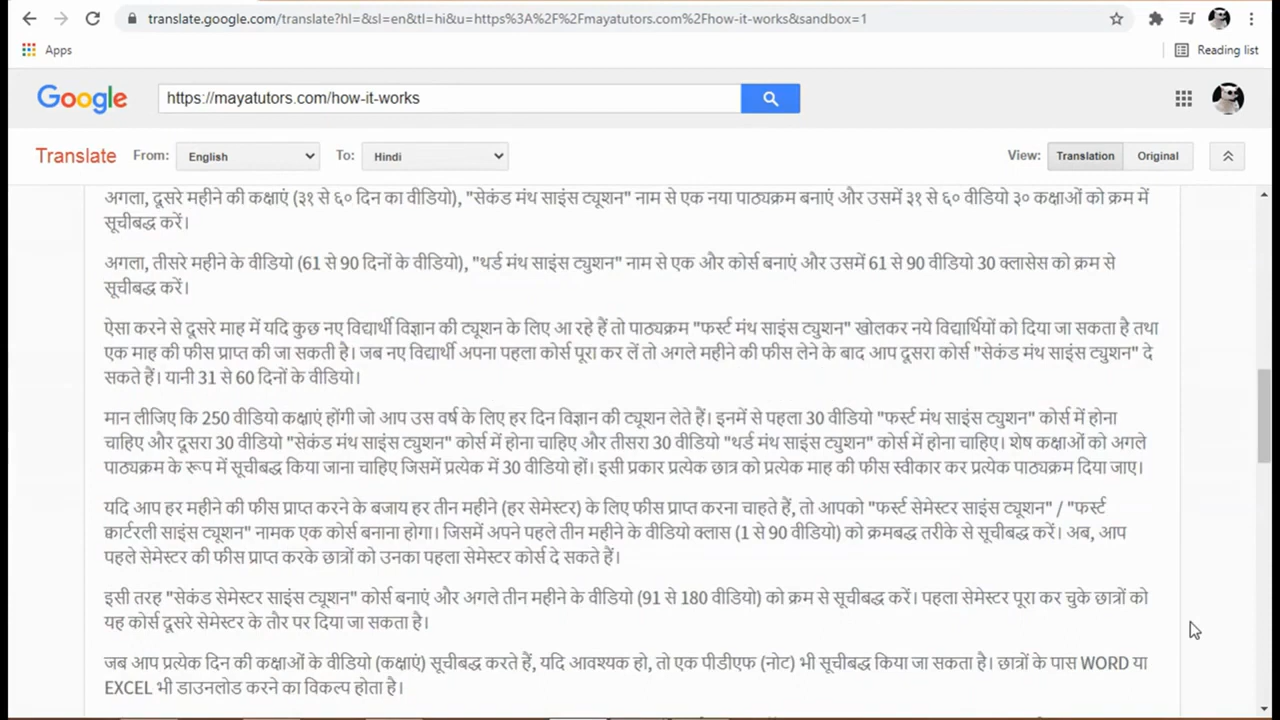 translate.google.com/translate?hl=&sl=en&tl=hi&u=https%3A%2F%2Fmayatutors.com%2Fhow-it-works&sandbox=1
Apps
Reading list
Google
https://mayatutors.com/how-it-works
Translate From: English To: Hindi View: Translation Original
अगला, दूसरे महीने की कक्षाएं (३१ से ६० दिन का वीडियो), "सेकंड मंथ साइंस ट्यूशन" नाम से एक नया पाठ्यक्रम बनाएं और उसमें ३१ से ६० वीडियो ३० कक्षाओं को क्रम में
सूचीबद्ध करें।
अगला, तीसरे महीने के वीडियो (61 से 90 दिनों के वीडियो), "थर्ड मंथ साइंस ट्युशन" नाम से एक और कोर्स बनाएं और उसमें 61 से 90 वीडियो 30 क्लासेस को क्रम से
सूचीबद्ध करें।
ऐसा करने से दूसरे माह में यदि कुछ नए विद्यार्थी विज्ञान की ट्यूशन के लिए आ रहे हैं तो पाठ्यक्रम "फर्स्ट मंथ साइंस ट्युशन" खोलकर नये विद्यार्थियों को दिया जा सकता है तथा
एक माह की फीस प्राप्त की जा सकती है। जब नए विद्यार्थी अपना पहला कोर्स पूरा कर लें तो अगले महीने की फीस लेने के बाद आप दूसरा कोर्स "सेकंड मंथ साइंस ट्युशन" दे
सकते हैं। यानी 31 से 60 दिनों के वीडियो।
मान लीजिए कि 250 वीडियो कक्षाएं होंगी जो आप उस वर्ष के लिए हर दिन विज्ञान की ट्यूशन लेते हैं। इनमें से पहला 30 वीडियो "फर्स्ट मंथ साइंस ट्युशन" कोर्स में होना
चाहिए और दूसरा 30 वीडियो "सेकंड मंथ साइंस ट्युशन" कोर्स में होना चाहिए और तीसरा 30 वीडियो "थर्ड मंथ साइंस ट्युशन" कोर्स में होना चाहिए। शेष कक्षाओं को अगले
पाठ्यक्रम के रूप में सूचीबद्ध किया जाना चाहिए जिसमें प्रत्येक में 30 वीडियो हों। इसी प्रकार प्रत्येक छात्र को प्रत्येक माह की फीस स्वीकार कर प्रत्येक पाठ्यक्रम दिया जाए।
यदि आप हर महीने की फीस प्राप्त करने के बजाय हर तीन महीने (हर सेमेस्टर) के लिए फीस प्राप्त करना चाहते हैं, तो आपको "फर्स्ट सेमेस्टर साइंस ट्यूशन" / "फर्स्ट
क्वार्टरली साइंस ट्यूशन" नामक एक कोर्स बनाना होगा। जिसमें अपने पहले तीन महीने के वीडियो क्लास (1 से 90 वीडियो) को क्रमबद्ध तरीके से सूचीबद्ध करें। अब, आप
पहले सेमेस्टर की फीस प्राप्त करके छात्रों को उनका पहला सेमेस्टर कोर्स दे सकते हैं।
इसी तरह "सेकंड सेमेस्टर साइंस ट्यूशन" कोर्स बनाएं और अगले तीन महीने के वीडियो (91 से 180 वीडियो) को क्रम से सूचीबद्ध करें। पहला सेमेस्टर पूरा कर चुके छात्रों को
यह कोर्स दूसरे सेमेस्टर के तौर पर दिया जा सकता है।
जब आप प्रत्येक दिन की कक्षाओं के वीडियो (कक्षाएं) सूचीबद्ध करते हैं, यदि आवश्यक हो, तो एक पीडीएफ (नोट) भी सूचीबद्ध किया जा सकता है। छात्रों के पास WORD या
EXCEL भी डाउनलोड करने का विकल्प होता है।